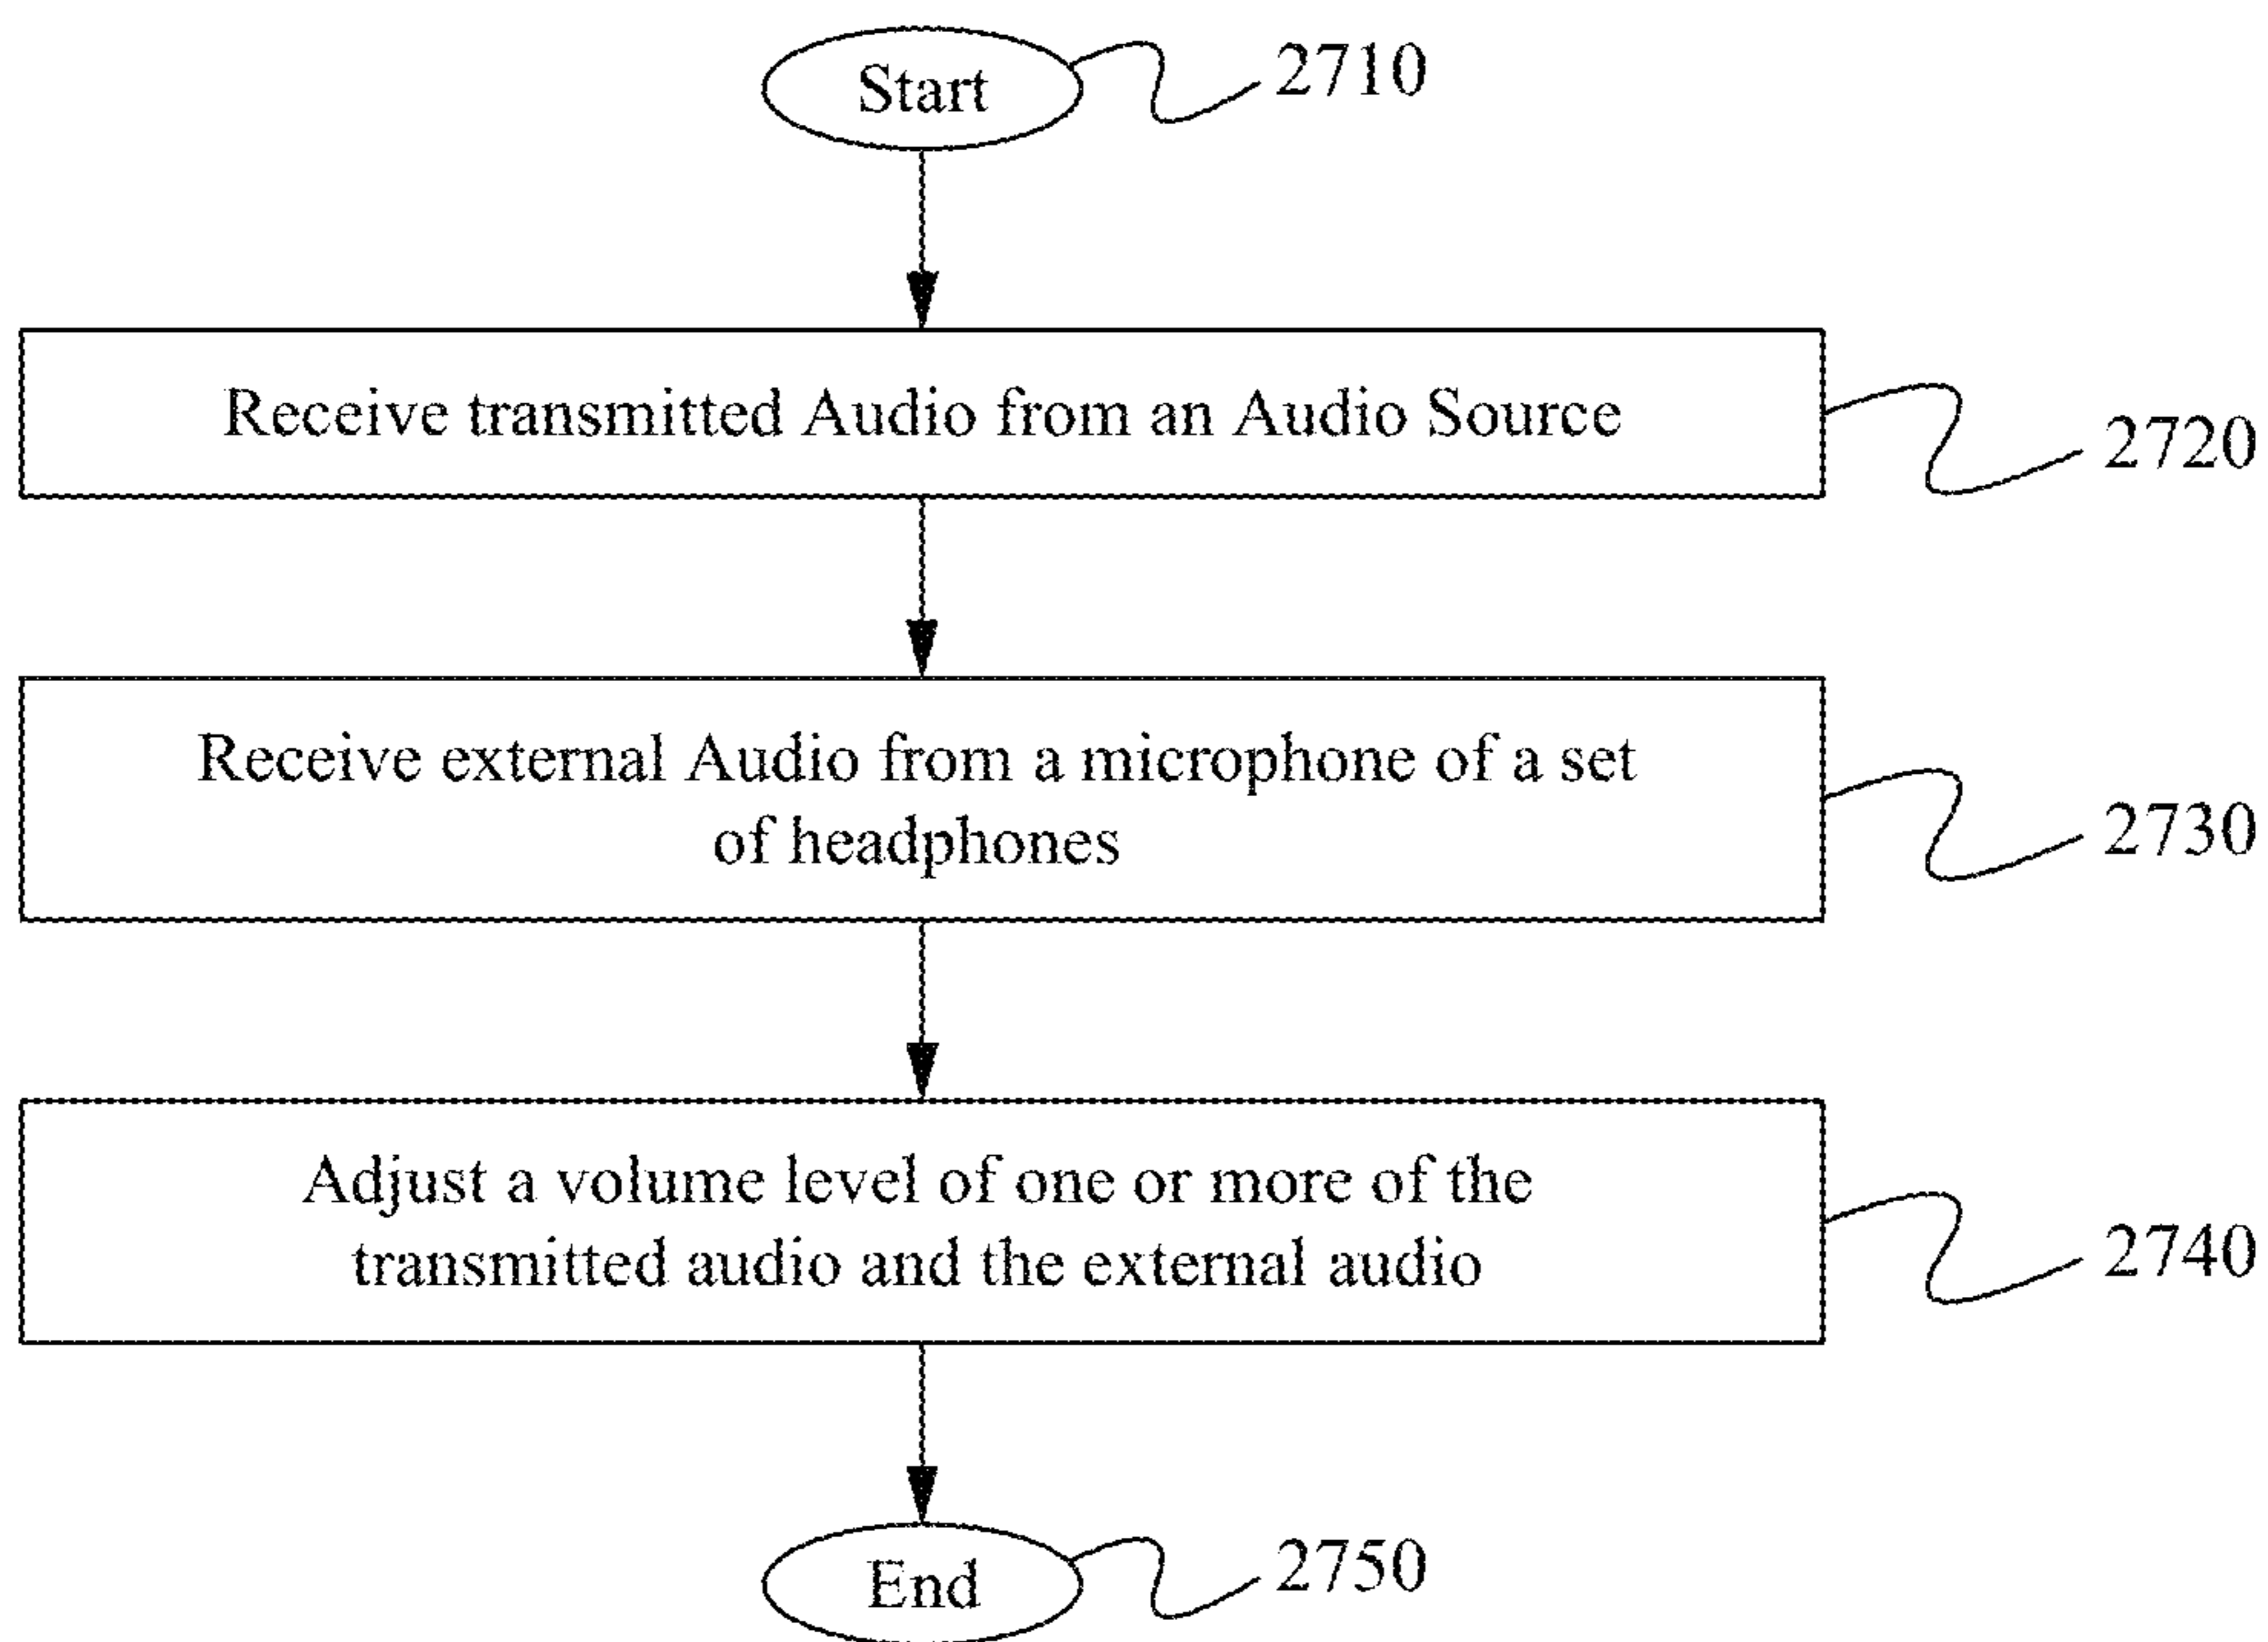 Start
2710
Receive transmitted Audio from an Audio Source
2720
Receive external Audio from a microphone of a set
of headphones
2730
Adjust a volume level of one or more of the
transmitted audio and the external audio
2740
End
2750